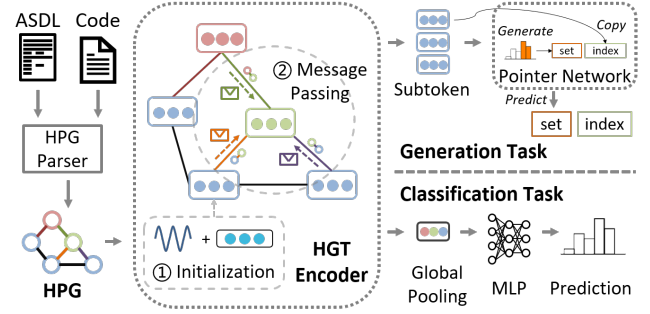 ASDL Code
HPG
Parser
HPG
② Message
Passing
+
① Initialization
HGT
Encoder
Subtoken
Generate
Copy
set index
Pointer Network
Predict
set index
Generation Task
Classification Task
Global
Pooling
MLP
Prediction